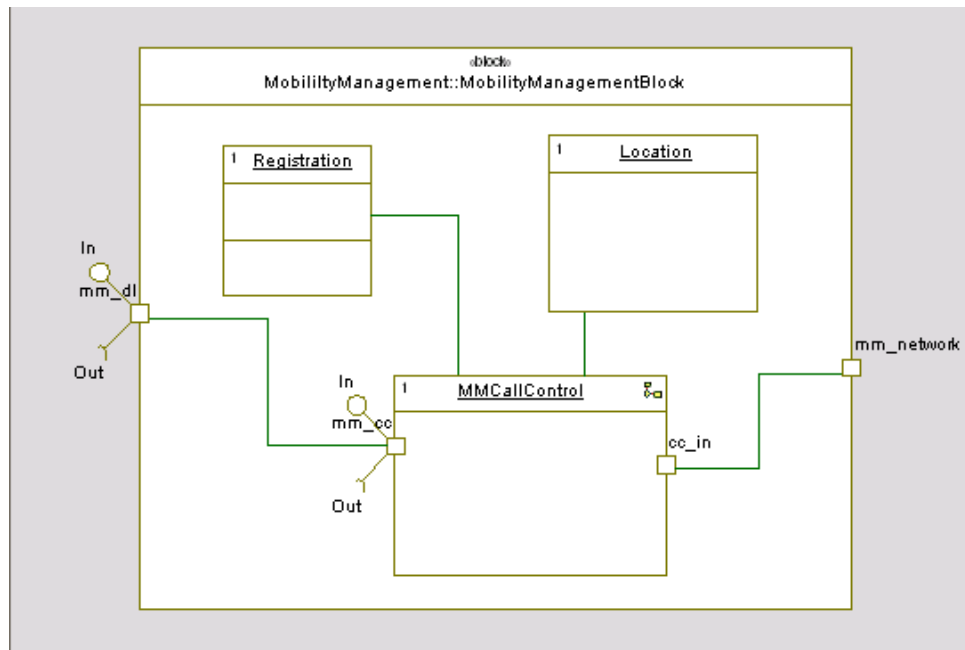 «block»
MobililtyManagement::MobilityManagementBlock
1 Registration
1 Location
In
mm_dl
Out
mm_network
1 MMCallControl
In
mm_cc
cc_in
Out